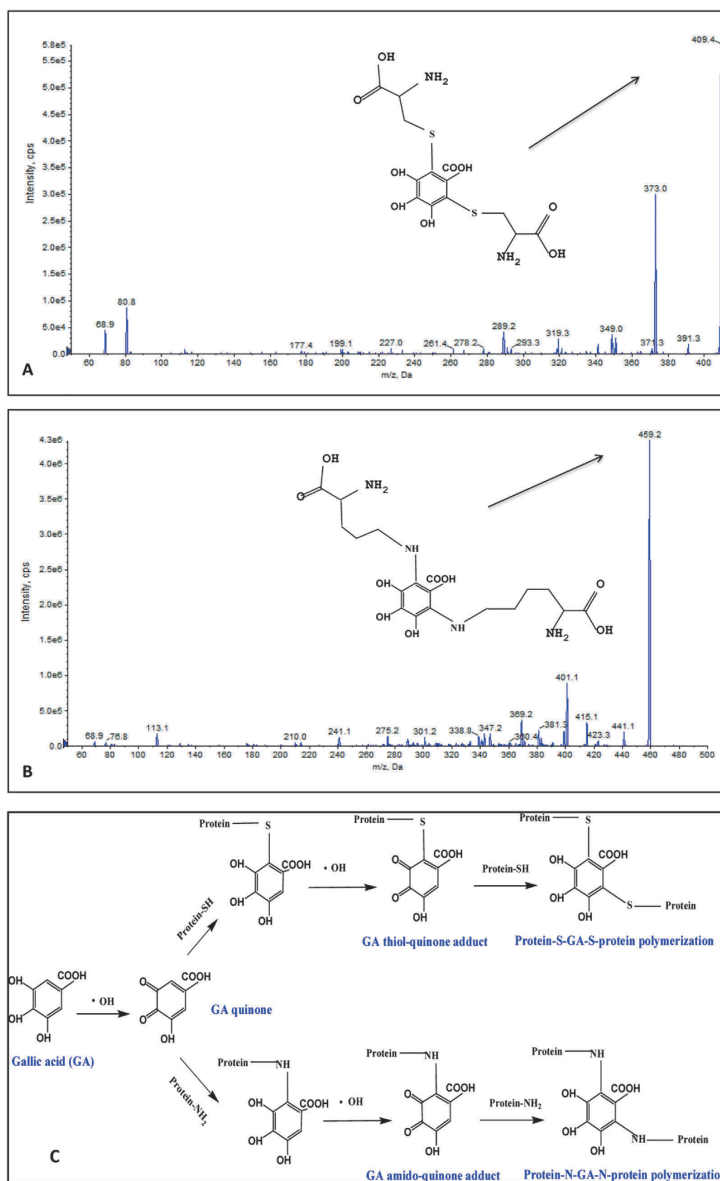 5.8e5
5.5e5
5.0e5
4.5e5
4.0e5
3.5e5
3.0e5
2.5e5
2.0e5
1.5e5
1.0e5
5.0e4
0.0
Intensity, cps
409.4
373.0
80.8
68.9
177.4
199.1
227.0
261.4
278.2
289.2
293.3
319.3
349.0
371.3
391.3
OH
O
NH2
S
COOH
OH
OH
OH
S
O
NH2
OH
A
60 80 100 120 140 160 180 200 220 240 260 280 300 320 340 360 380 400
m/z, Da
4.3e6
4.0e6
3.5e6
3.0e6
2.5e6
2.0e6
1.5e6
1.0e6
5.0e5
0.0
Intensity, cps
459.2
OH
O
NH2
NH
COOH
OH
OH
OH
NH
O
NH2
OH
68.9
76.8
113.1
210.0
241.1
275.2
301.2
338.8
347.2
360.4
369.2
381.3
401.1
415.1
423.3
441.1
B
60 80 100 120 140 160 180 200 220 240 260 280 300 320 340 360 380 400 420 440 460 480 500
m/z, Da
Protein S
OH COOH
OH
OH
• OH
Protein S
O COOH
O
OH
Protein-SH
Protein S
OH COOH
OH
OH S Protein
Protein-SH
GA thiol-quinone adduct
Protein-S-GA-S-protein polymerization
OH COOH
OH
OH
• OH
O COOH
O
OH
GA quinone
Gallic acid (GA)
Protein-NH2
Protein NH
OH COOH
OH
OH
• OH
Protein NH
O COOH
O
OH
Protein-NH2
Protein NH
OH COOH
OH
OH NH Protein
C
GA amido-quinone adduct
Protein-N-GA-N-protein polymerization